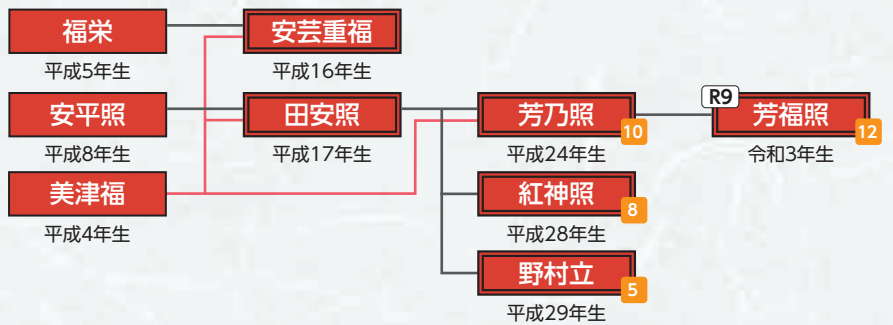 福栄
平成5年生
安芸重福
平成16年生
安平照
平成8年生
田安照
平成17年生
芳乃照
10
平成24年生
R9
芳福照
12
令和3年生
美津福
平成4年生
紅神照
8
平成28年生
野村立
5
平成29年生